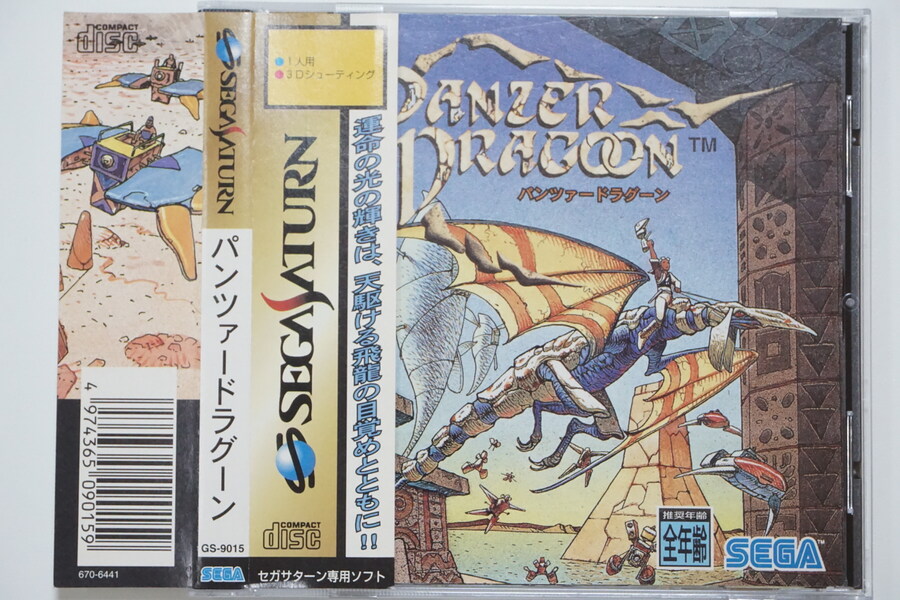 COMPACT
disc
4 974365 090159
670-6441
SEGA SATURN
パンツァードラグーン
GS-9015
SEGA
1人用
3Dシューティング
SEGA SATURN
COMPACT
disc
セガサターン専用ソフト
運命の光の輝きは、天駆ける飛龍の目覚めとともに!!
PANZER
DRAGOON™
パンツァードラグーン
推奨年齢
全年齢
SEGA™